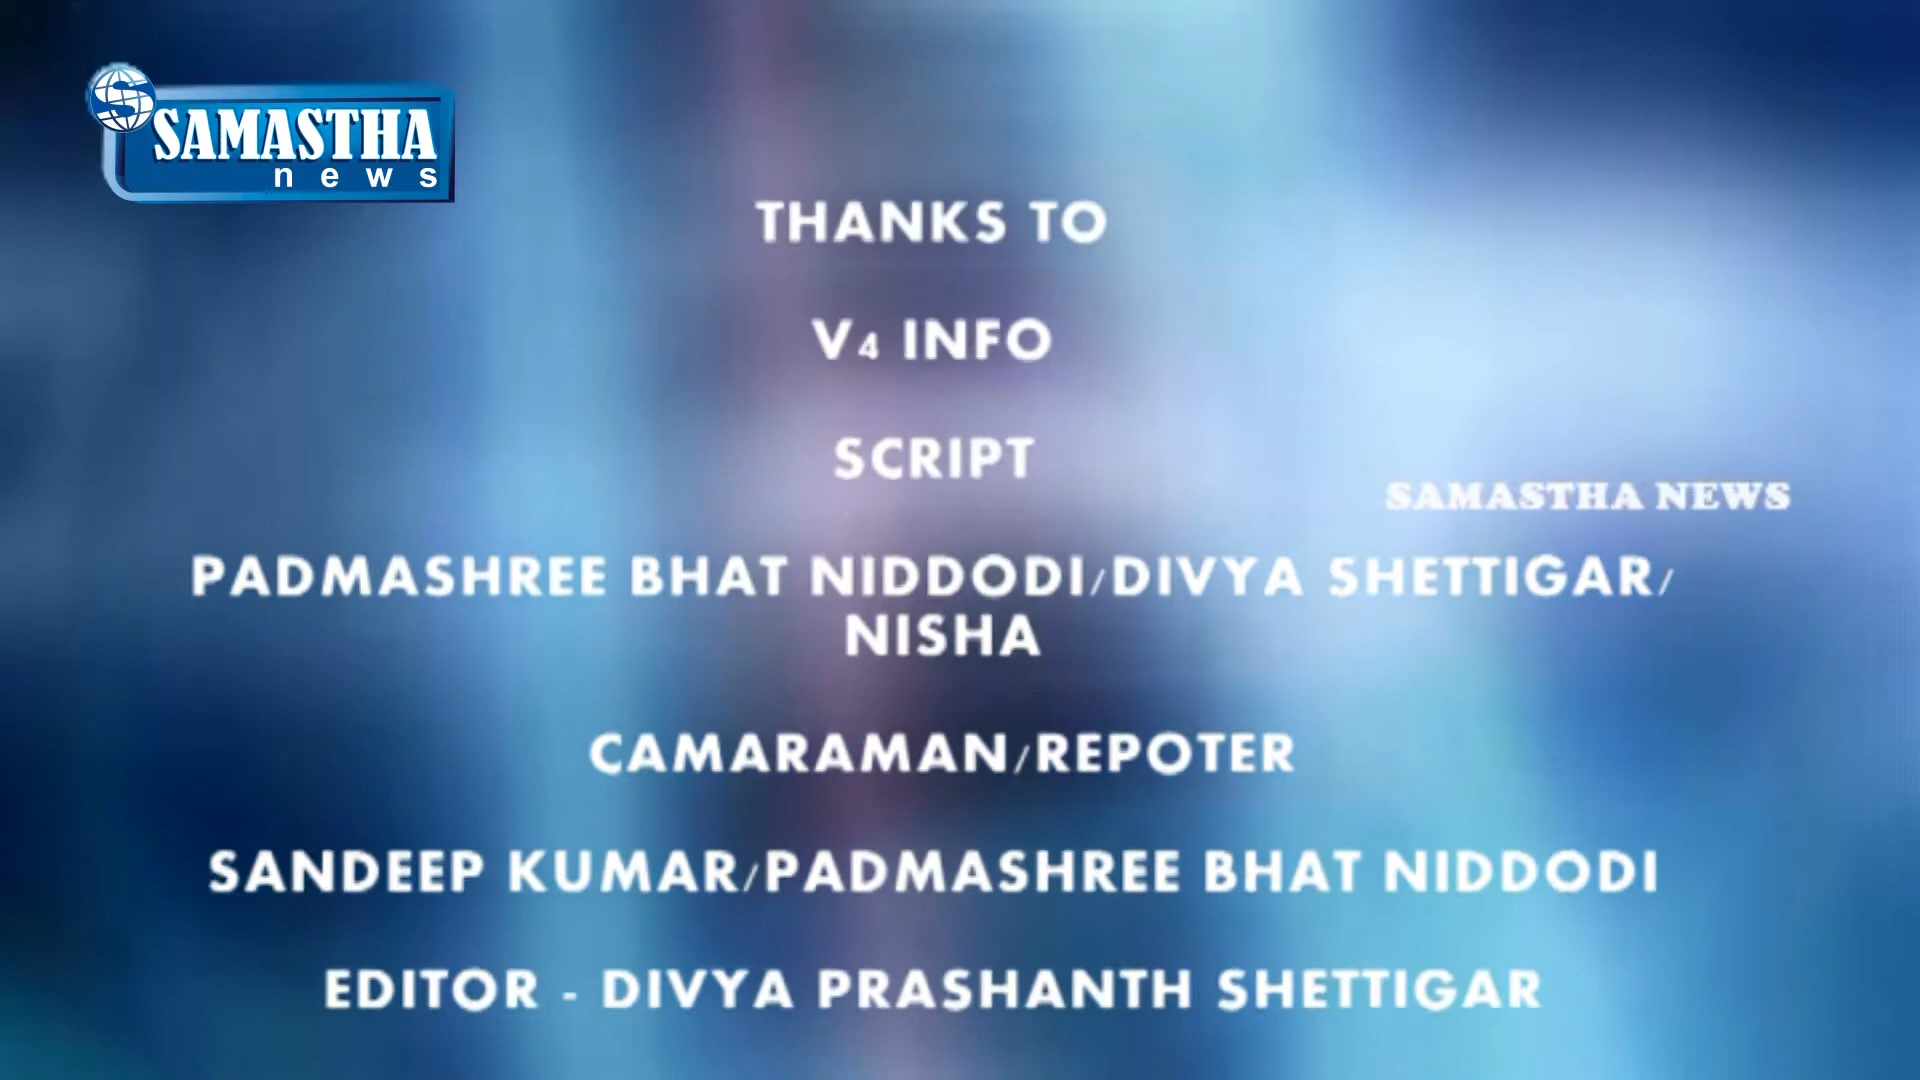 SAMASTHA
news
THANKS TO
V4 INFO
SCRIPT
SAMASTHA NEWS
PADMASHREE BHAT NIDDODI/DIVYA SHETTIGAR/
NISHA
CAMARAMAN/REPOTER
SANDEEP KUMAR/PADMASHREE BHAT NIDDODI
EDITOR - DIVYA PRASHANTH SHETTIGAR